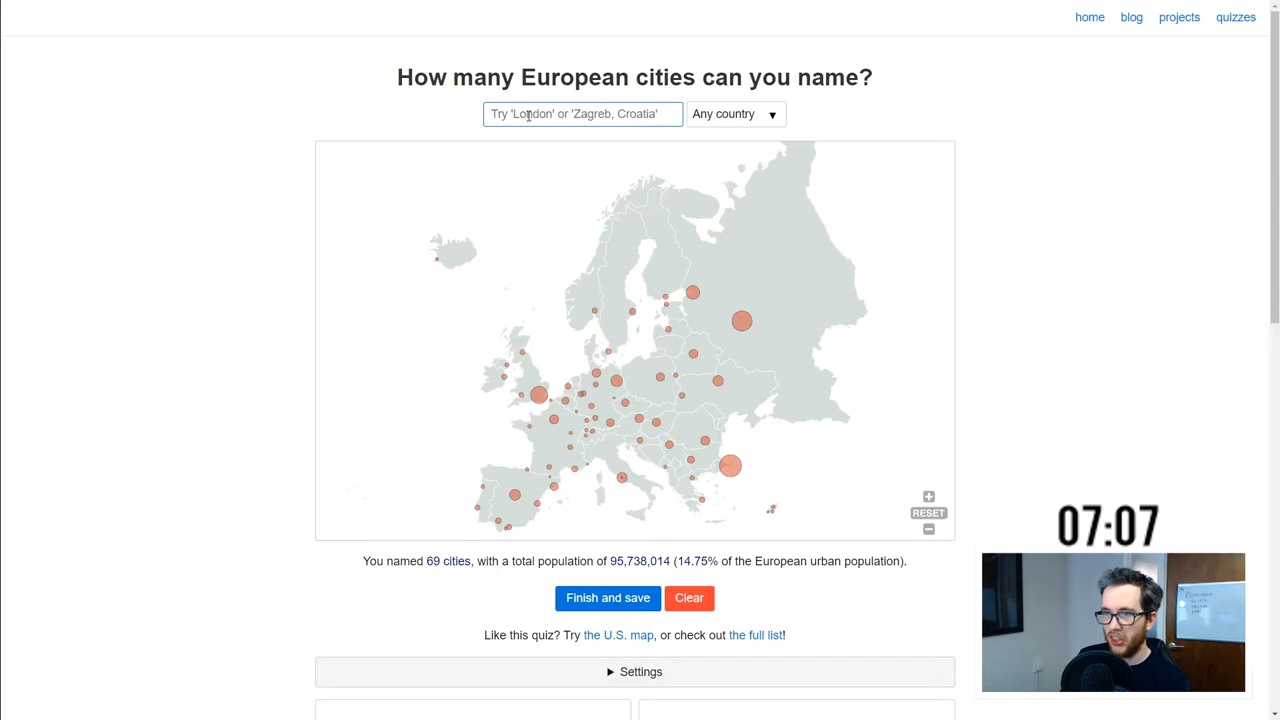 home blog projects quizzes
How many European cities can you name?
Try 'London' or 'Zagreb, Croatia' Any country ▼
+
RESET
−
07:07
You named 69 cities, with a total population of 95,738,014 (14.75% of the European urban population).
Finish and save Clear
Like this quiz? Try the U.S. map, or check out the full list!
▶ Settings